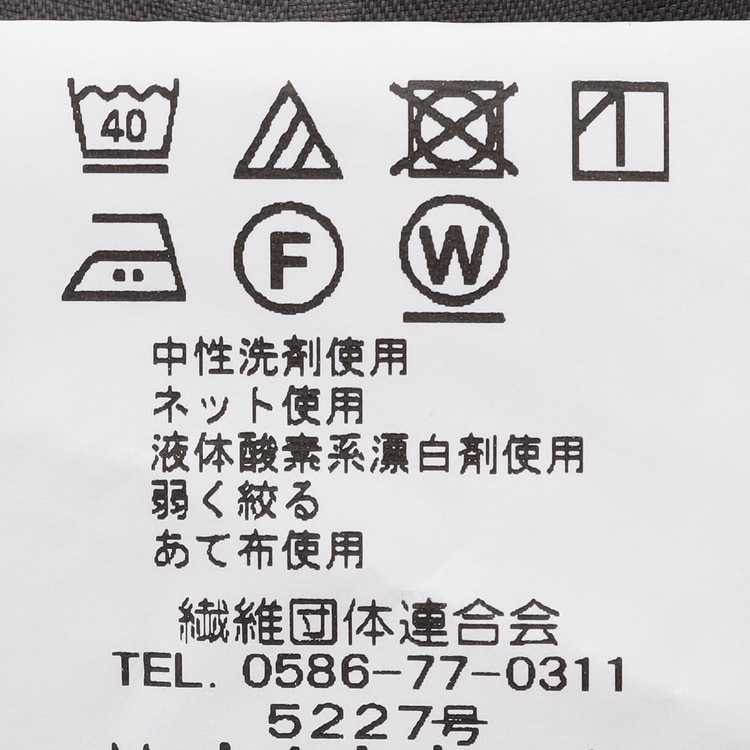 40
F W
中性洗剤使用
ネット使用
液体酸素系漂白剤使用
弱く絞る
あて布使用
繊維団体連合会
TEL. 0586-77-0311
5227号